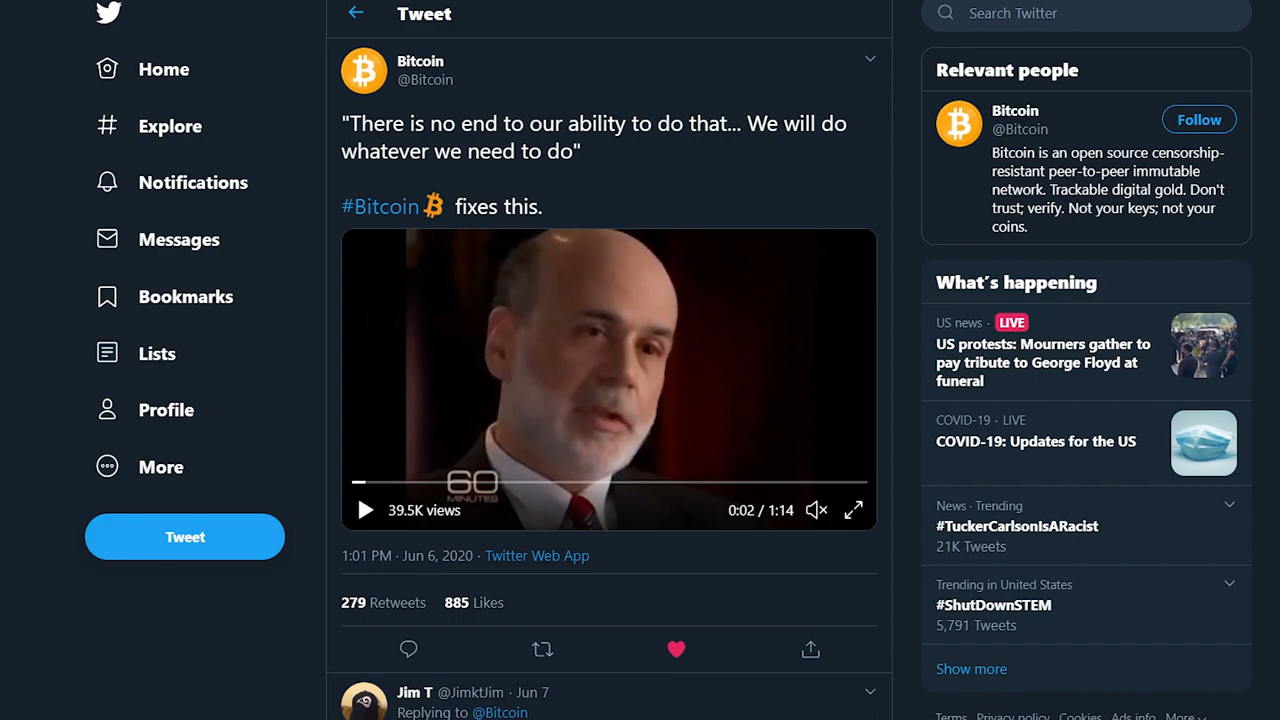 Home
Explore
Notifications
Messages
Bookmarks
Lists
Profile
More
Tweet
Tweet
Bitcoin
@Bitcoin
"There is no end to our ability to do that... We will do
whatever we need to do"
#Bitcoin fixes this.
60
MINUTES
39.5K views
0:02 / 1:14
1:01 PM · Jun 6, 2020 · Twitter Web App
279 Retweets 885 Likes
Jim T @JimktJim · Jun 7
Replying to @Bitcoin
Search Twitter
Relevant people
Bitcoin
@Bitcoin
Follow
Bitcoin is an open source censorship-
resistant peer-to-peer immutable
network. Trackable digital gold. Don't
trust; verify. Not your keys; not your
coins.
What's happening
US news · LIVE
US protests: Mourners gather to
pay tribute to George Floyd at
funeral
COVID-19 · LIVE
COVID-19: Updates for the US
News · Trending
#TuckerCarlsonIsARacist
21K Tweets
Trending in United States
#ShutDownSTEM
5,791 Tweets
Show more
Terms Privacy policy Cookies Ads info More